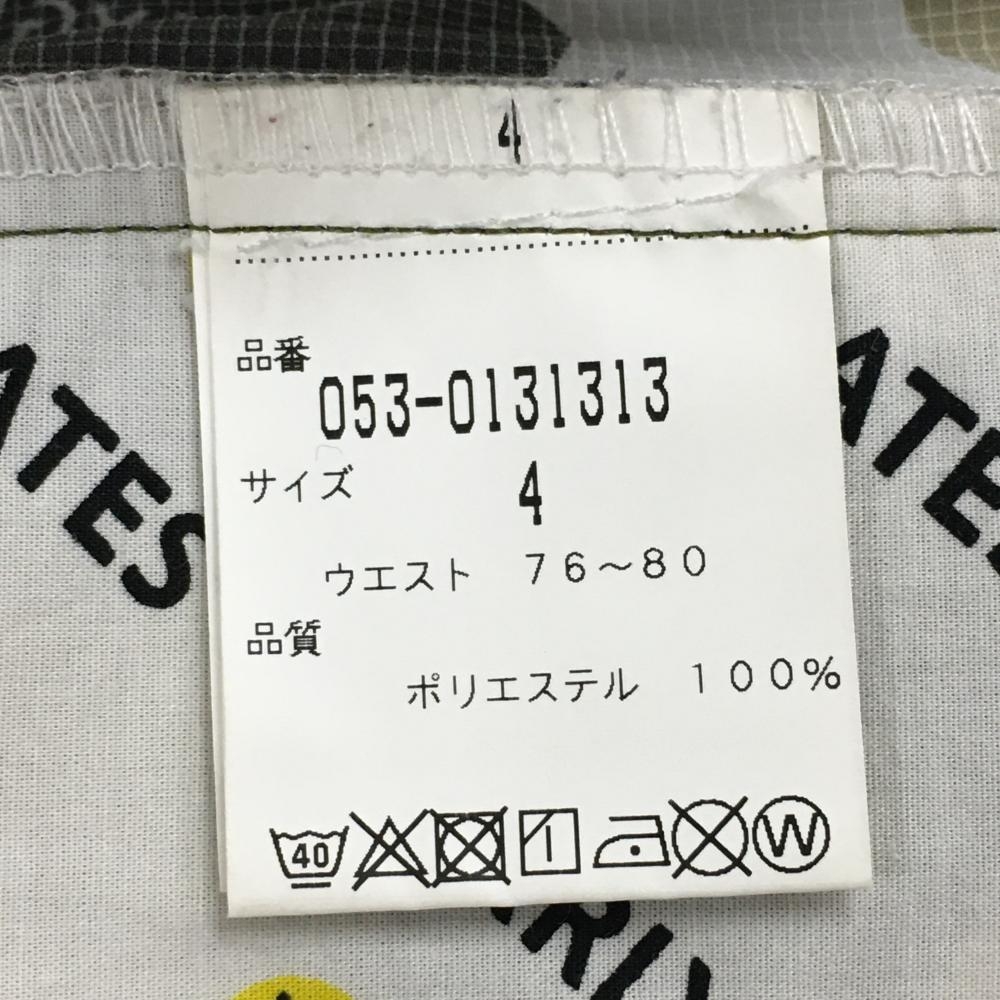 4
品番
053-0131313
サイズ 4
ウエスト 76〜80
品質
ポリエステル 100%
40
W
ATES
ATE